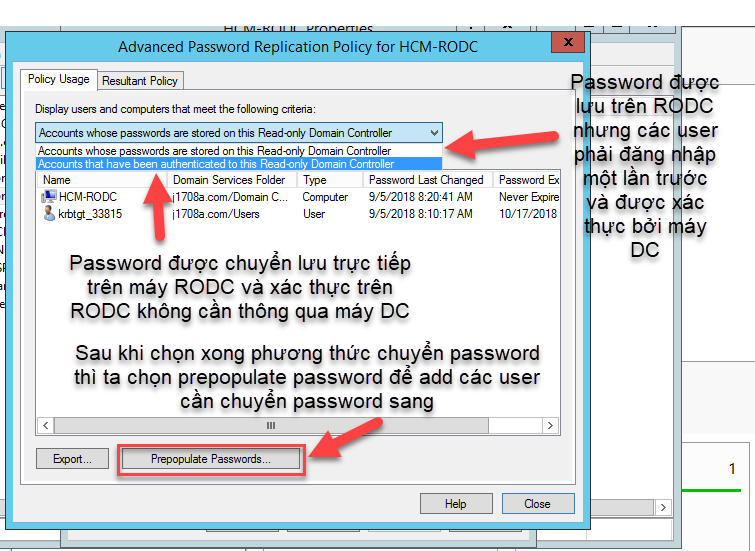 HCM-RODC Properties
Advanced Password Replication Policy for HCM-RODC
x
Policy Usage
Resultant Policy
Display users and computers that meet the following criteria:
Accounts whose passwords are stored on this Read-only Domain Controller
Accounts whose passwords are stored on this Read-only Domain Controller
Accounts that have been authenticated to this Read-only Domain Controller
Name Domain Services Folder Type Password Last Changed Password Ex
HCM-RODC j1708a.com/Domain C... Computer 9/5/2018 8:20:41 AM Never Expire
krbtgt_33815 j1708a.com/Users User 9/5/2018 8:10:17 AM 10/17/2018
Password được
lưu trên RODC
nhưng các user
phải đăng nhập
một lần trước
và được xác
thực bởi máy
DC
Password được chuyển lưu trực tiếp
trên máy RODC và xác thực trên
RODC không cần thông qua máy DC
Sau khi chọn xong phương thức chuyển password
thì ta chọn prepopulate password để add các user
cần chuyển password sang
Export...
Prepopulate Passwords...
Help
Close
1